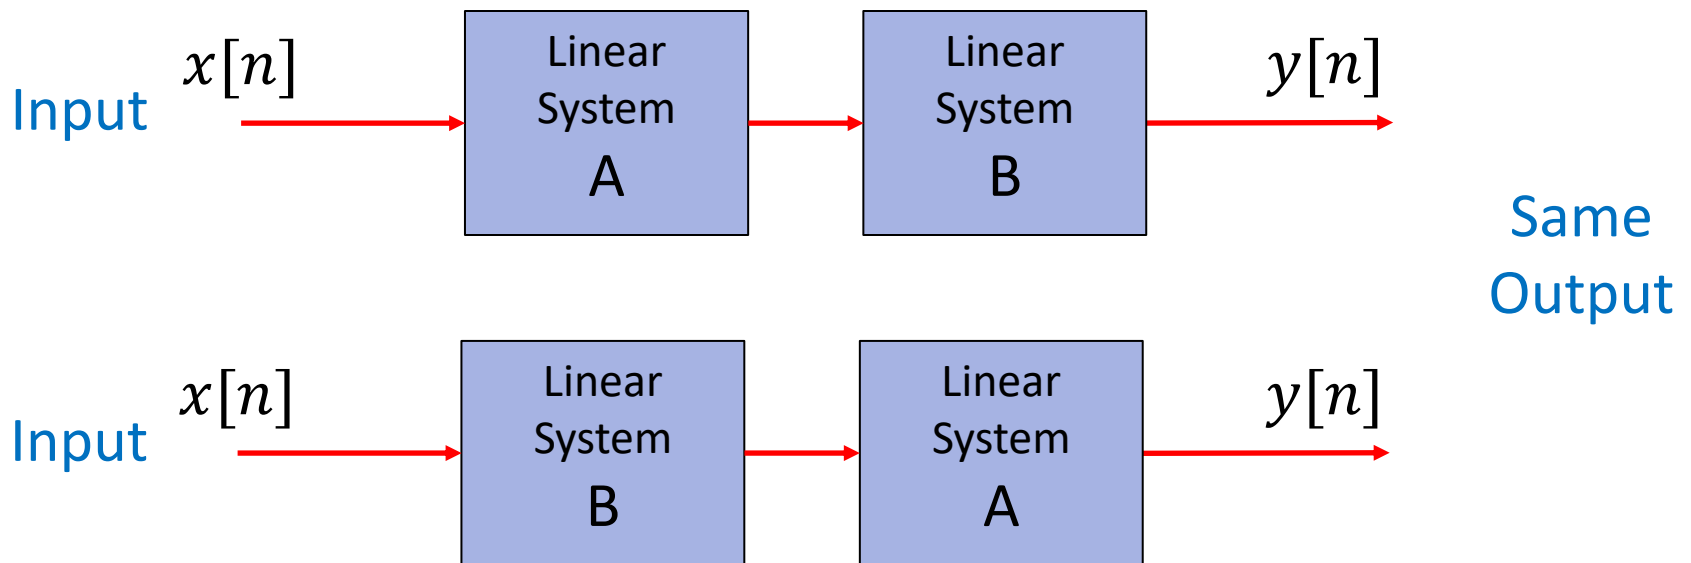 x[n]
Input
Linear
System
A
Linear
System
B
y[n]
Same
Output
x[n]
Input
Linear
System
B
Linear
System
A
y[n]